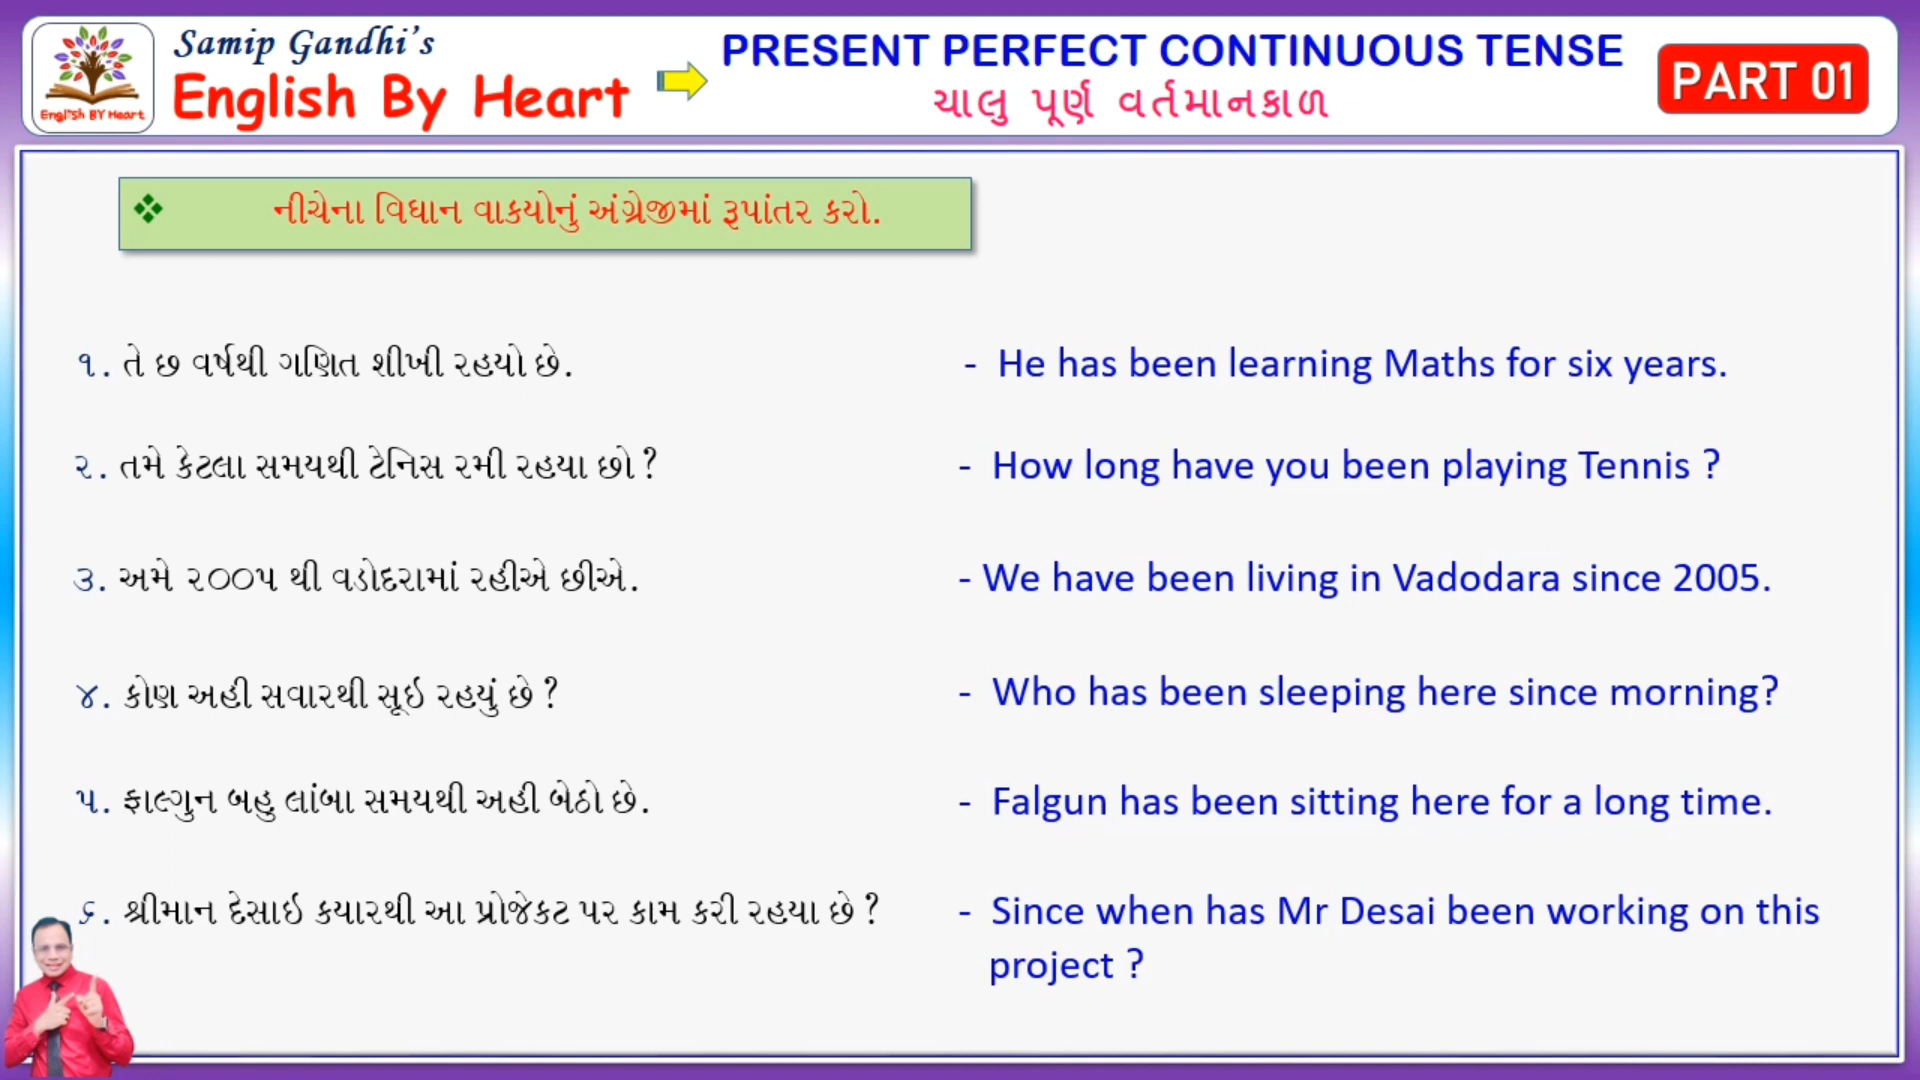 Samip Gandhi's
English By Heart
Engl*sh BY Heart
PRESENT PERFECT CONTINUOUS TENSE
ચાલુ પૂર્ણ વર્તમાનકાળ
PART 01
❖ નીચેના વિધાન વાકયોનું અંગ્રેજીમાં રૂપાંતર કરો.
૧. તે છ વર્ષથી ગણિત શીખી રહયો છે. - He has been learning Maths for six years.
૨. તમે કેટલા સમયથી ટેનિસ રમી રહયા છો ? - How long have you been playing Tennis ?
૩. અમે ૨૦૦૫ થી વડોદરામાં રહીએ છીએ. - We have been living in Vadodara since 2005.
૪. કોણ અહી સવારથી સૂઇ રહયું છે ? - Who has been sleeping here since morning?
૫. ફાલ્ગુન બહુ લાંબા સમયથી અહી બેઠો છે. - Falgun has been sitting here for a long time.
૬. શ્રીમાન દેસાઇ કયારથી આ પ્રોજેકટ પર કામ કરી રહયા છે ? - Since when has Mr Desai been working on this
project ?